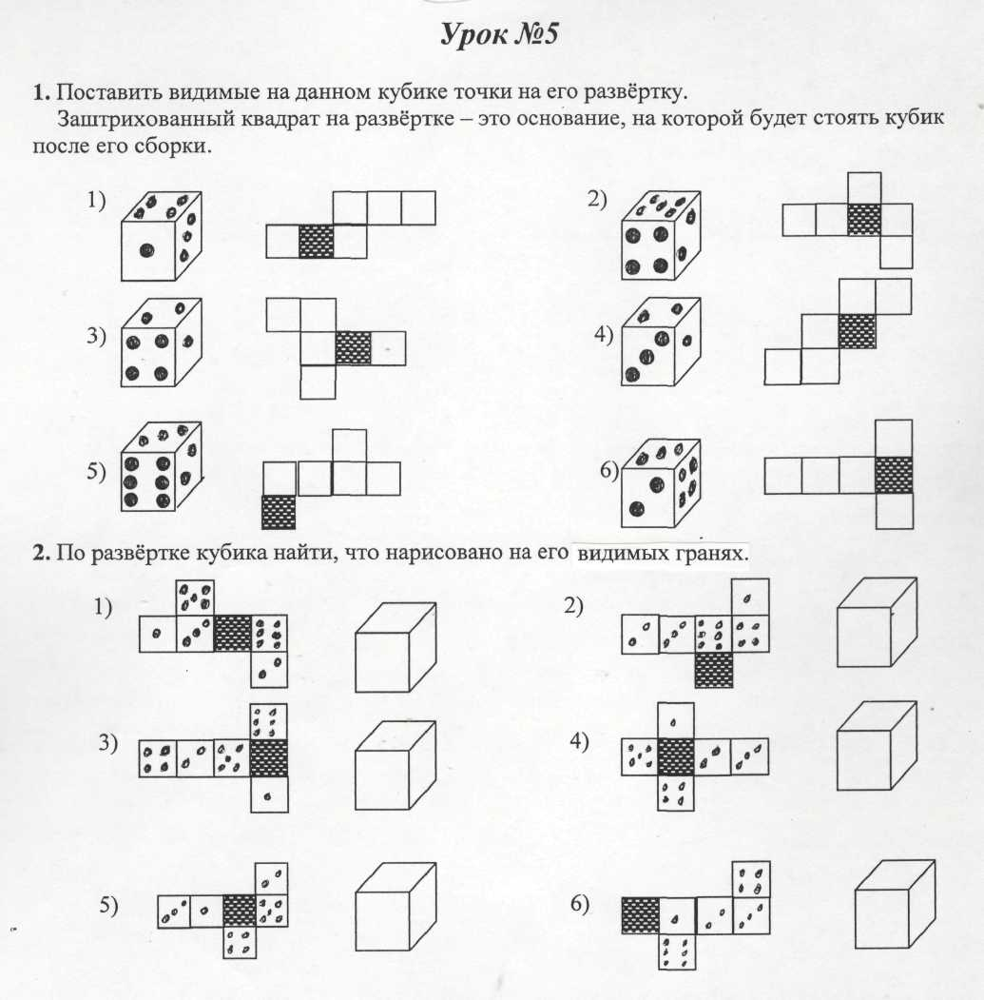 Урок №5
1. Поставить видимые на данном кубике точки на его развёртку.
Заштрихованный квадрат на развёртке – это основание, на которой будет стоять кубик
после его сборки.
1)
2)
3)
4)
5)
6)
2. По развёртке кубика найти, что нарисовано на его видимых гранях.
1)
2)
3)
4)
5)
6)